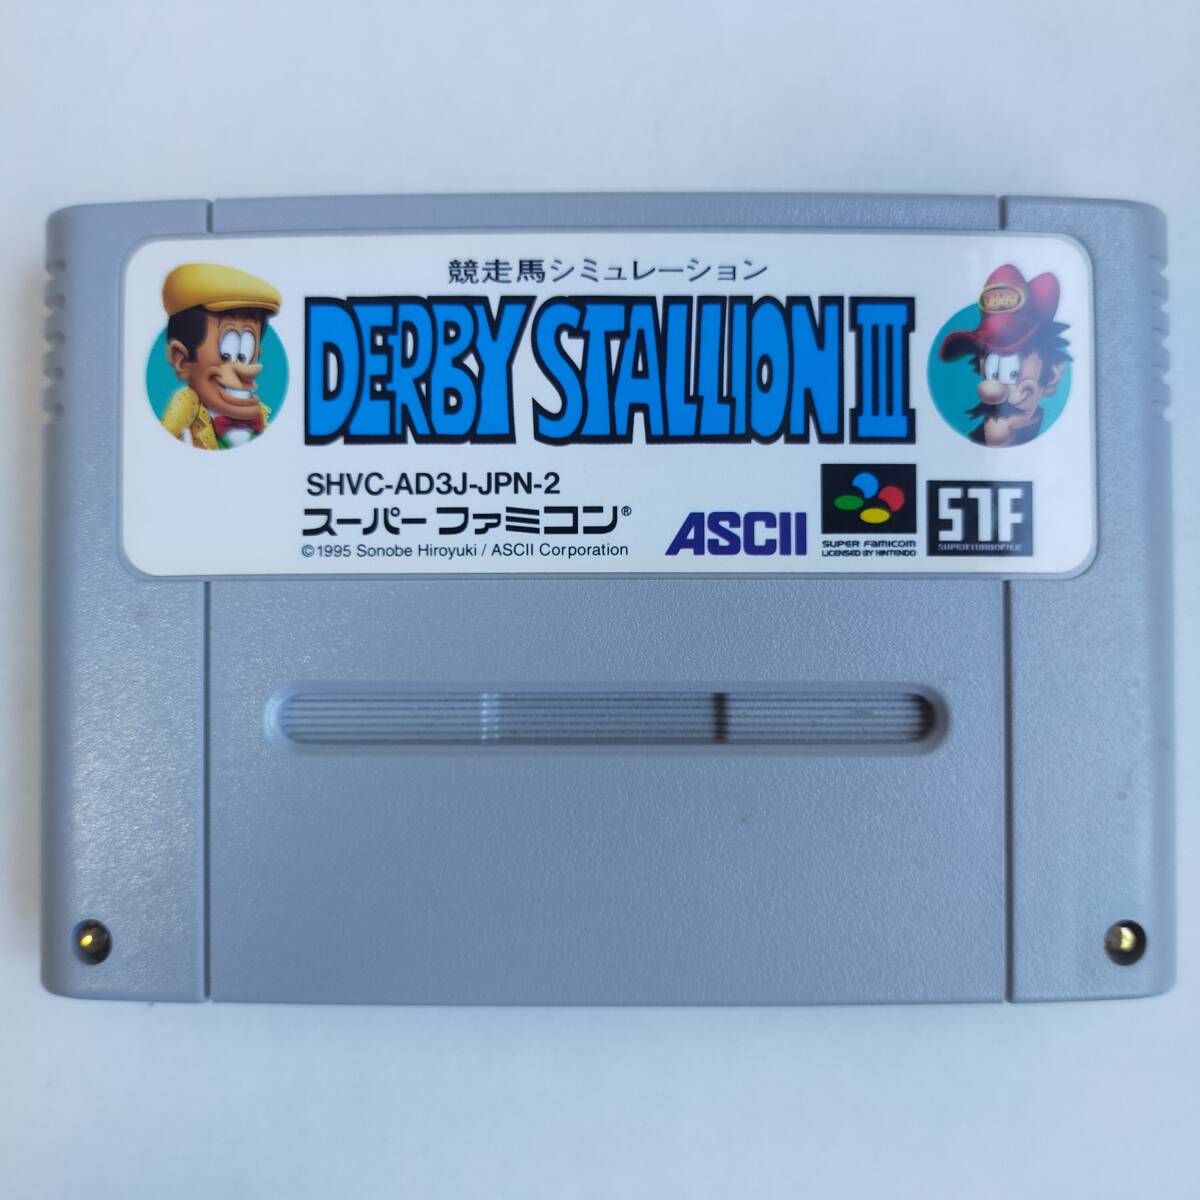 競走馬シミュレーション
DERBY STALLION III
SHVC-AD3J-JPN-2
スーパー ファミコン®
©1995 Sonobe Hiroyuki / ASCII Corporation
ASCII
SUPER FAMICOM
LICENSED BY NINTENDO
STF
SUPERTURBOFILE